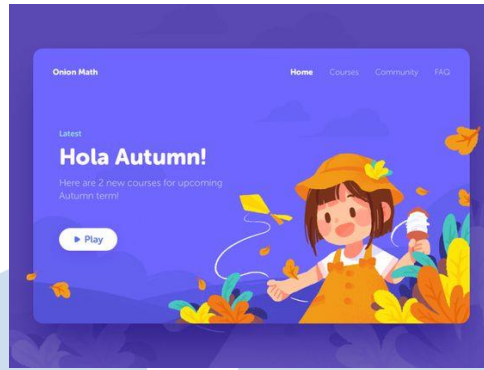 Onion Math
Home Courses Community FAQ
Latest
Hola Autumn!
Here are 2 new courses for upcoming
Autumn term!
Play